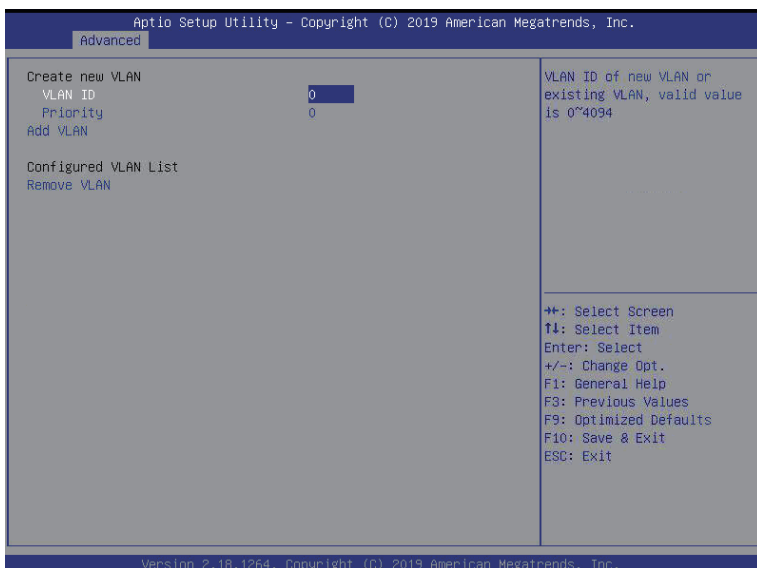 Aptio Setup Utility – Copyright (C) 2019 American Megatrends, Inc.
Advanced
Create new VLAN
VLAN ID 0
Priority 0
Add VLAN
Configured VLAN List
Remove VLAN
VLAN ID of new VLAN or
existing VLAN, valid value
is 0~4094
→←: Select Screen
↑↓: Select Item
Enter: Select
+/-: Change Opt.
F1: General Help
F3: Previous Values
F9: Optimized Defaults
F10: Save & Exit
ESC: Exit
Version 2.18.1264. Copyright (C) 2019 American Megatrends, Inc.